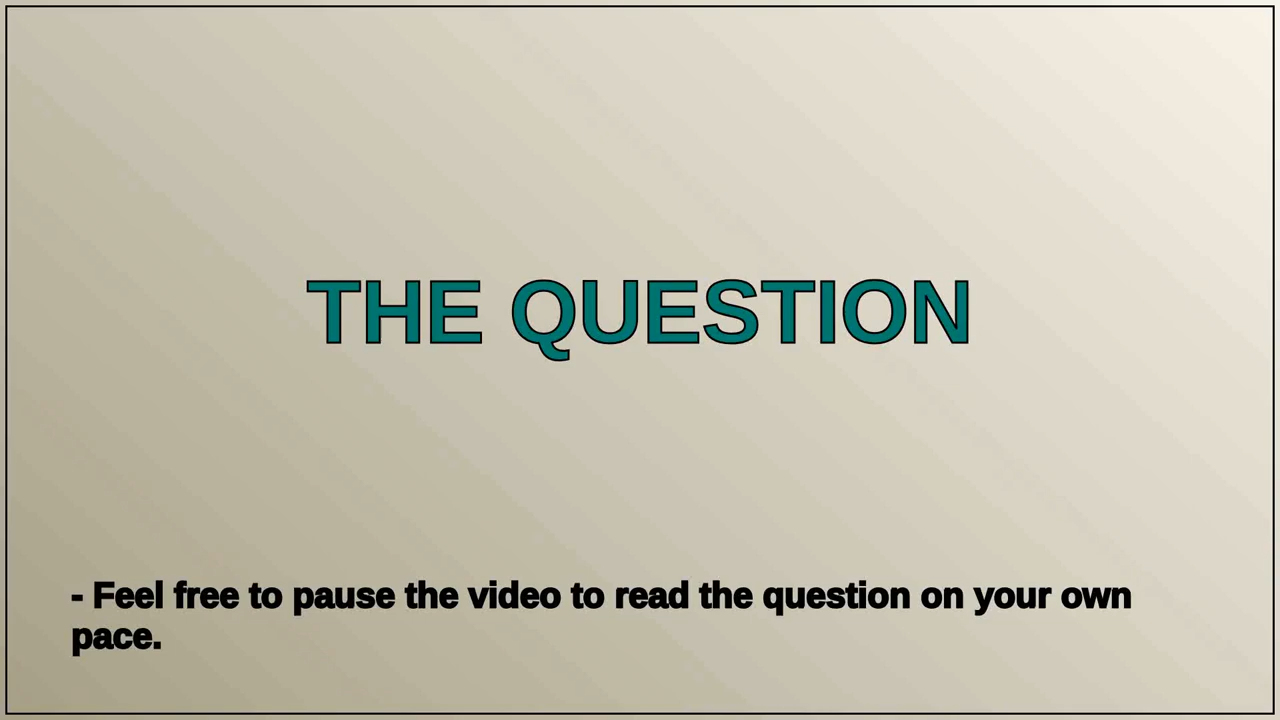 THE QUESTION
- Feel free to pause the video to read the question on your own
pace.